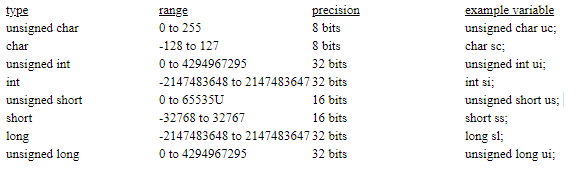 type range precision example variable
unsigned char 0 to 255 8 bits unsigned char uc;
char -128 to 127 8 bits char sc;
unsigned int 0 to 4294967295 32 bits unsigned int ui;
int -2147483648 to 2147483647 32 bits int si;
unsigned short 0 to 65535U 16 bits unsigned short us;
short -32768 to 32767 16 bits short ss;
long -2147483648 to 2147483647 32 bits long sl;
unsigned long 0 to 4294967295 32 bits unsigned long ui;